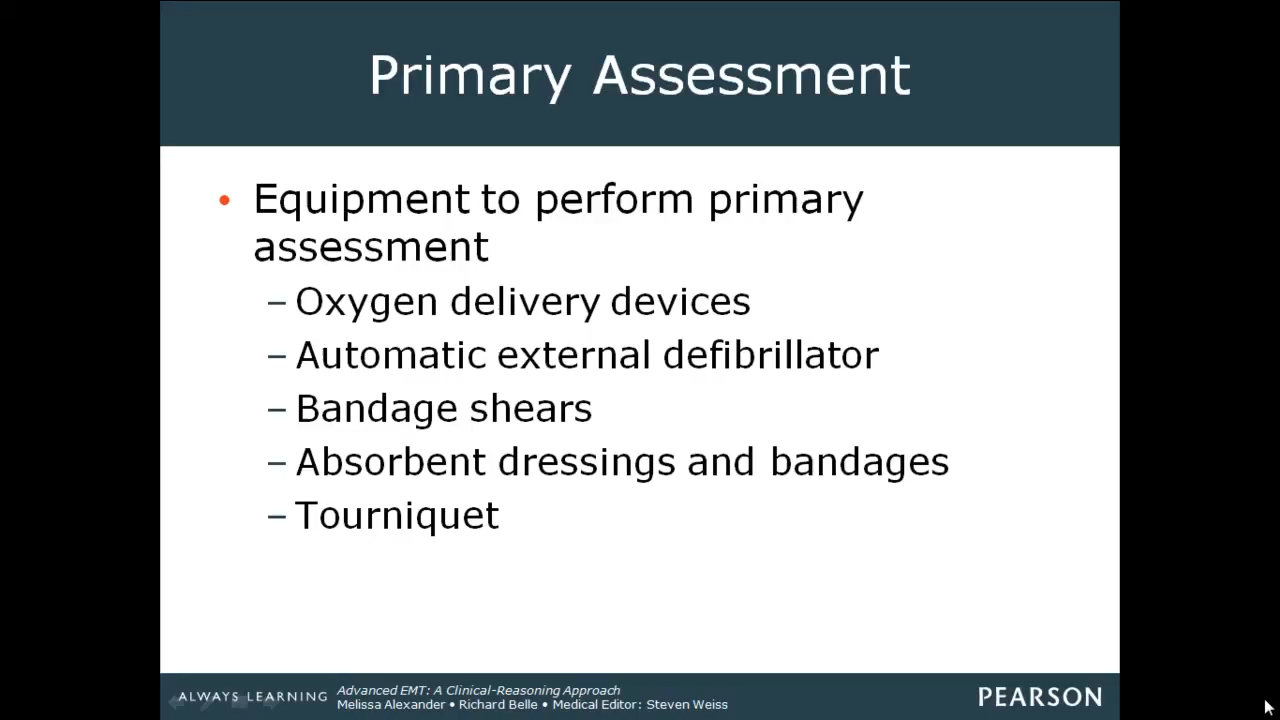 Primary Assessment
• Equipment to perform primary
assessment
– Oxygen delivery devices
– Automatic external defibrillator
– Bandage shears
– Absorbent dressings and bandages
– Tourniquet
ALWAYS LEARNING
Advanced EMT: A Clinical-Reasoning Approach
Melissa Alexander • Richard Belle • Medical Editor: Steven Weiss
PEARSON